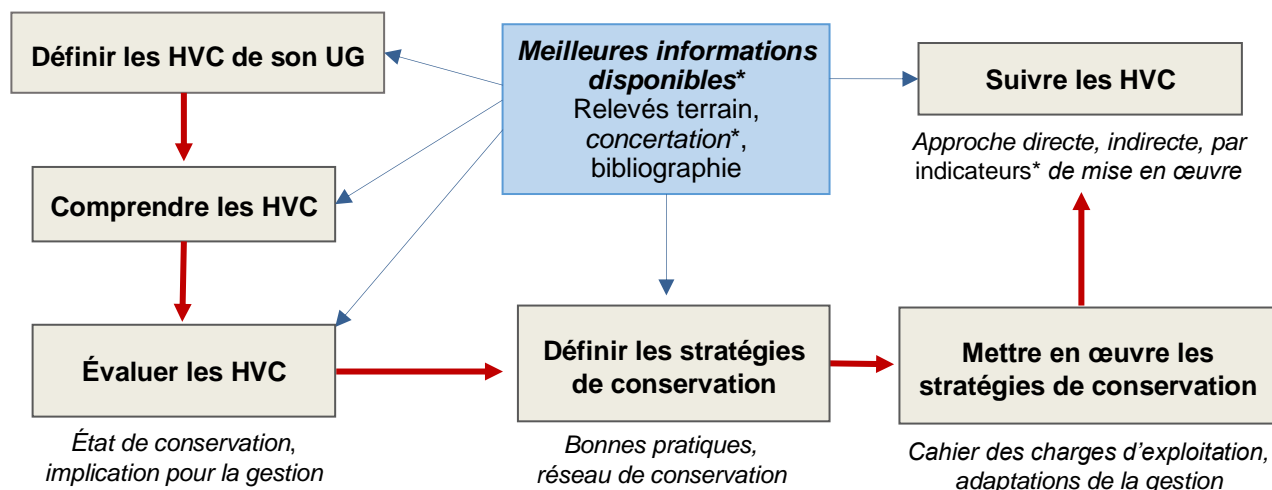 Définir les HVC de son UG
Meilleures informations
disponibles*
Relevés terrain,
concertation*,
bibliographie
Suivre les HVC
Approche directe, indirecte, par
indicateurs* de mise en œuvre
Comprendre les HVC
Évaluer les HVC
État de conservation,
implication pour la gestion
Définir les stratégies
de conservation
Bonnes pratiques,
réseau de conservation
Mettre en œuvre les
stratégies de conservation
Cahier des charges d’exploitation,
adaptations de la gestion